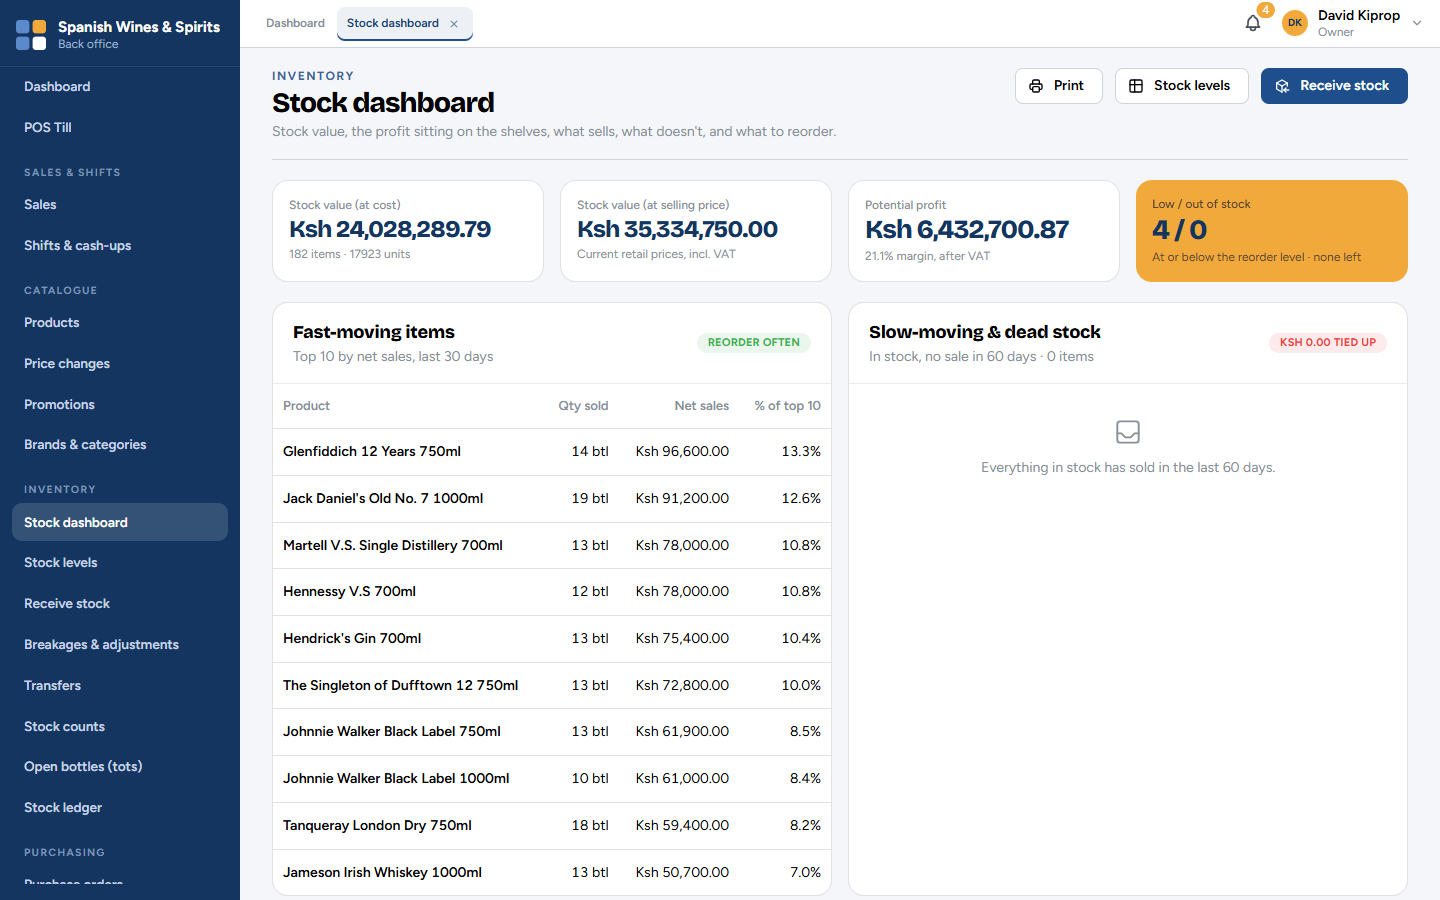 Spanish Wines & Spirits
Back office
Dashboard
POS Till
SALES & SHIFTS
Sales
Shifts & cash-ups
CATALOGUE
Products
Price changes
Promotions
Brands & categories
INVENTORY
Stock dashboard
Stock levels
Receive stock
Breakages & adjustments
Transfers
Stock counts
Open bottles (tots)
Stock ledger
PURCHASING
Purchase orders
Dashboard
Stock dashboard ×
4
DK
David Kiprop
Owner
INVENTORY
Stock dashboard
Stock value, the profit sitting on the shelves, what sells, what doesn't, and what to reorder.
Print
Stock levels
Receive stock
Stock value (at cost)
Ksh 24,028,289.79
182 items · 17923 units
Stock value (at selling price)
Ksh 35,334,750.00
Current retail prices, incl. VAT
Potential profit
Ksh 6,432,700.87
21.1% margin, after VAT
Low / out of stock
4 / 0
At or below the reorder level · none left
Fast-moving items
Top 10 by net sales, last 30 days
REORDER OFTEN
Product Qty sold Net sales % of top 10
Glenfiddich 12 Years 750ml 14 btl Ksh 96,600.00 13.3%
Jack Daniel's Old No. 7 1000ml 19 btl Ksh 91,200.00 12.6%
Martell V.S. Single Distillery 700ml 13 btl Ksh 78,000.00 10.8%
Hennessy V.S 700ml 12 btl Ksh 78,000.00 10.8%
Hendrick's Gin 700ml 13 btl Ksh 75,400.00 10.4%
The Singleton of Dufftown 12 750ml 13 btl Ksh 72,800.00 10.0%
Johnnie Walker Black Label 750ml 13 btl Ksh 61,900.00 8.5%
Johnnie Walker Black Label 1000ml 10 btl Ksh 61,000.00 8.4%
Tanqueray London Dry 750ml 18 btl Ksh 59,400.00 8.2%
Jameson Irish Whiskey 1000ml 13 btl Ksh 50,700.00 7.0%
Slow-moving & dead stock
In stock, no sale in 60 days · 0 items
KSH 0.00 TIED UP
Everything in stock has sold in the last 60 days.